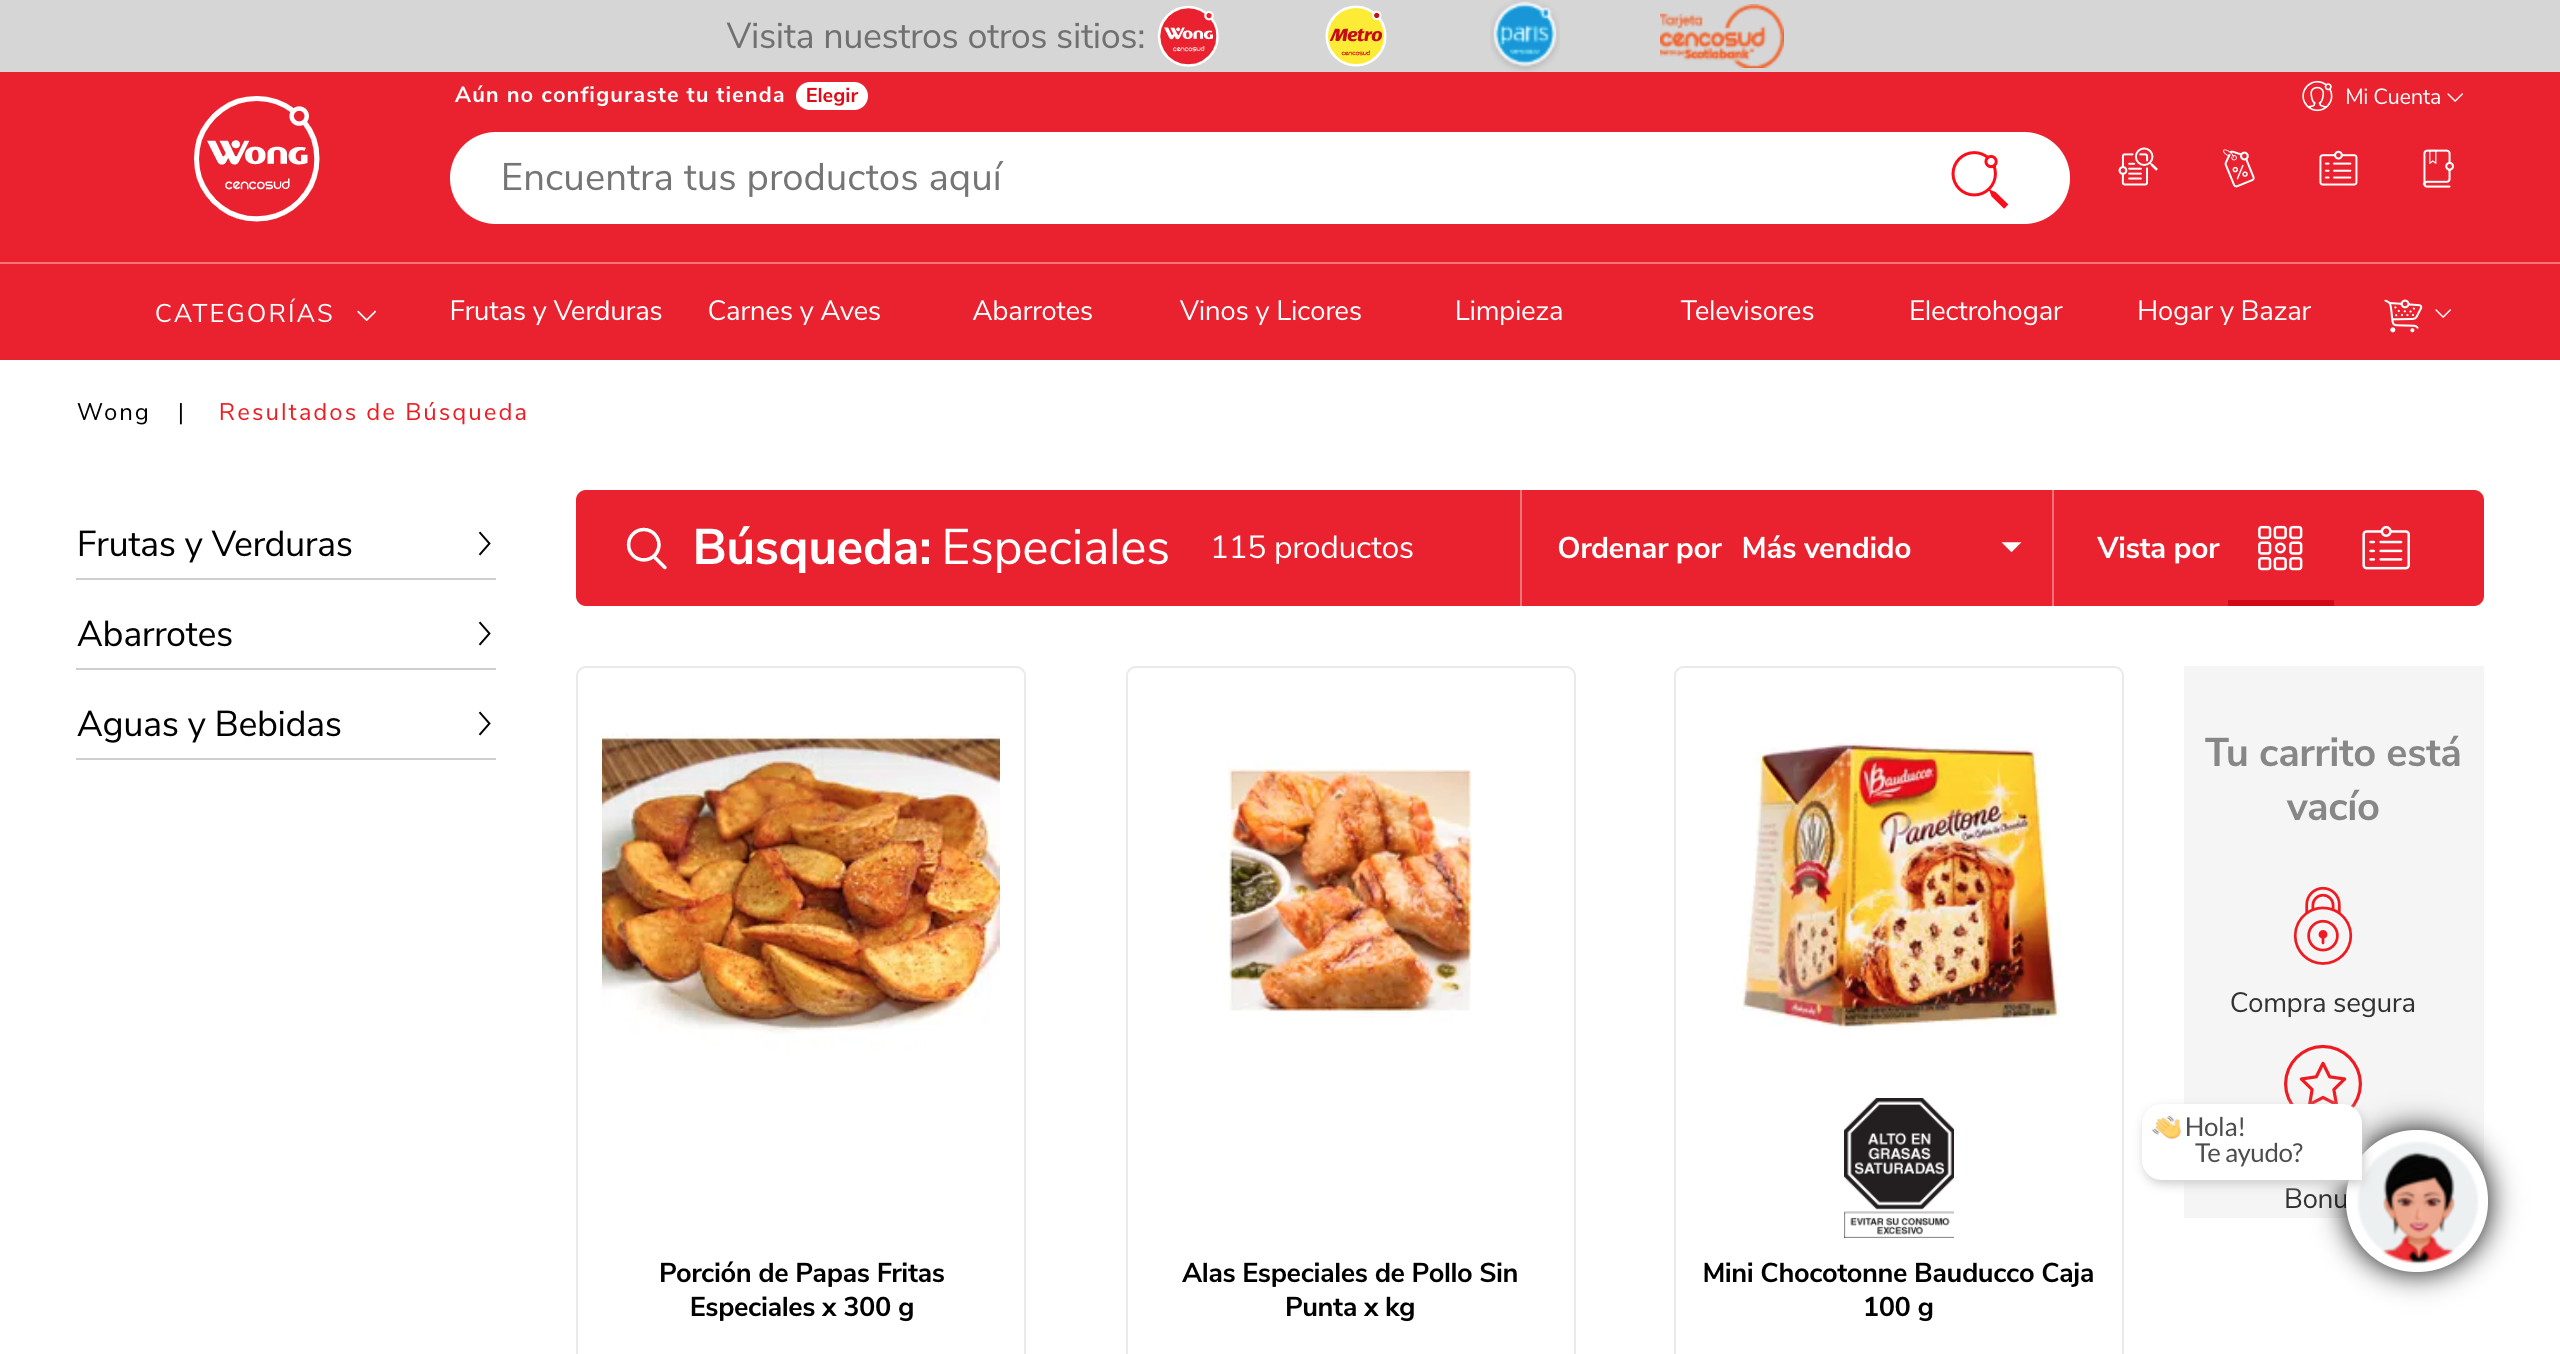 Visita nuestros otros sitios:
Wong
cencosud
Metro
cencosud
paris
cencosud
Tarjeta
cencosud
Scotiabank
Aún no configuraste tu tienda Elegir
Mi Cuenta
Wong
cencosud
Encuentra tus productos aquí
CATEGORÍAS
Frutas y Verduras
Carnes y Aves
Abarrotes
Vinos y Licores
Limpieza
Televisores
Electrohogar
Hogar y Bazar
Wong | Resultados de Búsqueda
Frutas y Verduras
Abarrotes
Aguas y Bebidas
Búsqueda: Especiales 115 productos
Ordenar por Más vendido
Vista por
Bauducco
Panettone
ALTO EN
GRASAS
SATURADAS
EVITAR SU CONSUMO
EXCESIVO
Porción de Papas Fritas
Especiales x 300 g
Alas Especiales de Pollo Sin
Punta x kg
Mini Chocotonne Bauducco Caja
100 g
Tu carrito está
vacío
Compra segura
👋Hola!
Te ayudo?
Bonu